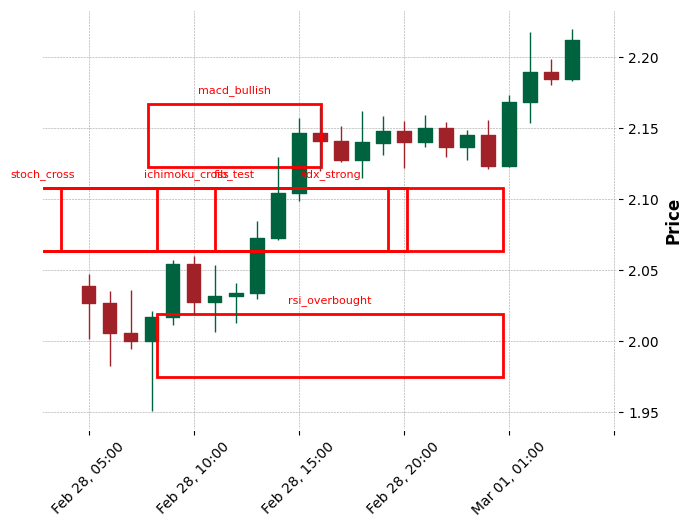 macd_bullish
stoch_cross
ichimoku_cross
fib_test
adx_strong
rsi_overbought
2.20
2.15
2.10
2.05
2.00
1.95
Price
Feb 28, 05:00
Feb 28, 10:00
Feb 28, 15:00
Feb 28, 20:00
Mar 01, 01:00